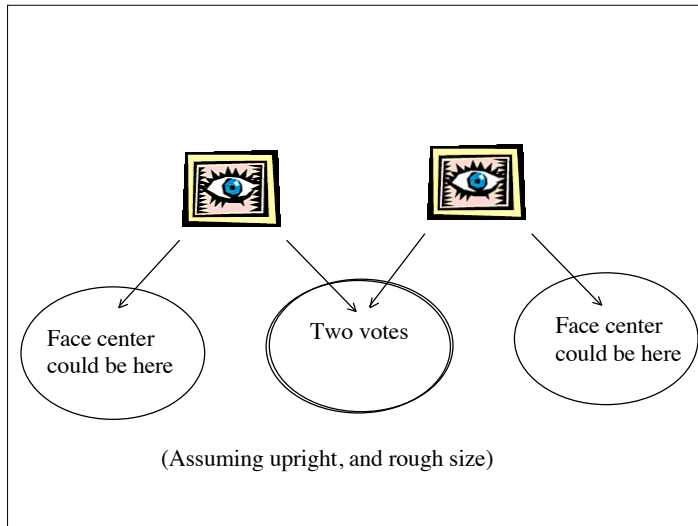 Face center
could be here
Two votes
Face center
could be here
(Assuming upright, and rough size)